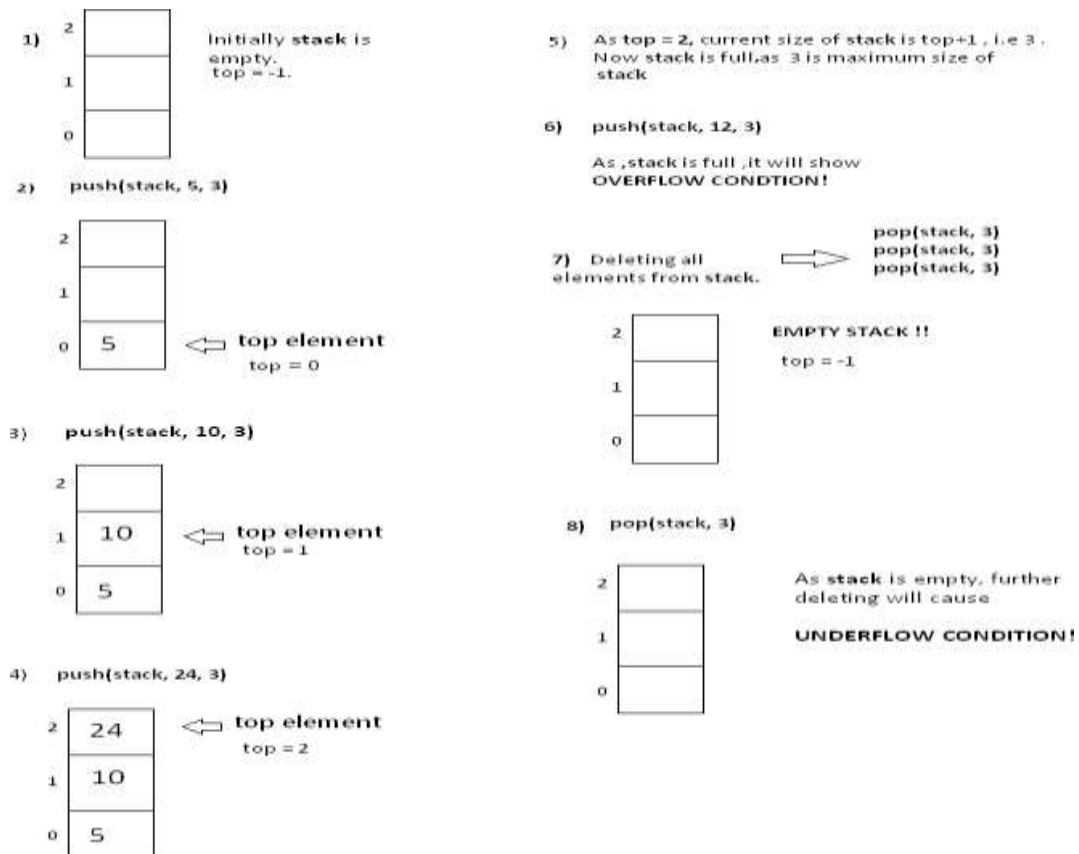 1)
2
1
0
Initially stack is
empty.
top = -1.
2) push(stack, 5, 3)
2
1
0 5
top element
top = 0
3) push(stack, 10, 3)
2
1 10
top element
top = 1
0 5
4) push(stack, 24, 3)
2 24
top element
top = 2
1 10
0 5
5) As top = 2, current size of stack is top+1 , i.e 3 .
Now stack is full,as 3 is maximum size of
stack
6) push(stack, 12, 3)
As ,stack is full ,it will show
OVERFLOW CONDTION!
7) Deleting all
elements from stack.
pop(stack, 3)
pop(stack, 3)
pop(stack, 3)
2
1
0
EMPTY STACK !!
top = -1
8) pop(stack, 3)
2
1
0
As stack is empty, further
deleting will cause
UNDERFLOW CONDITION!